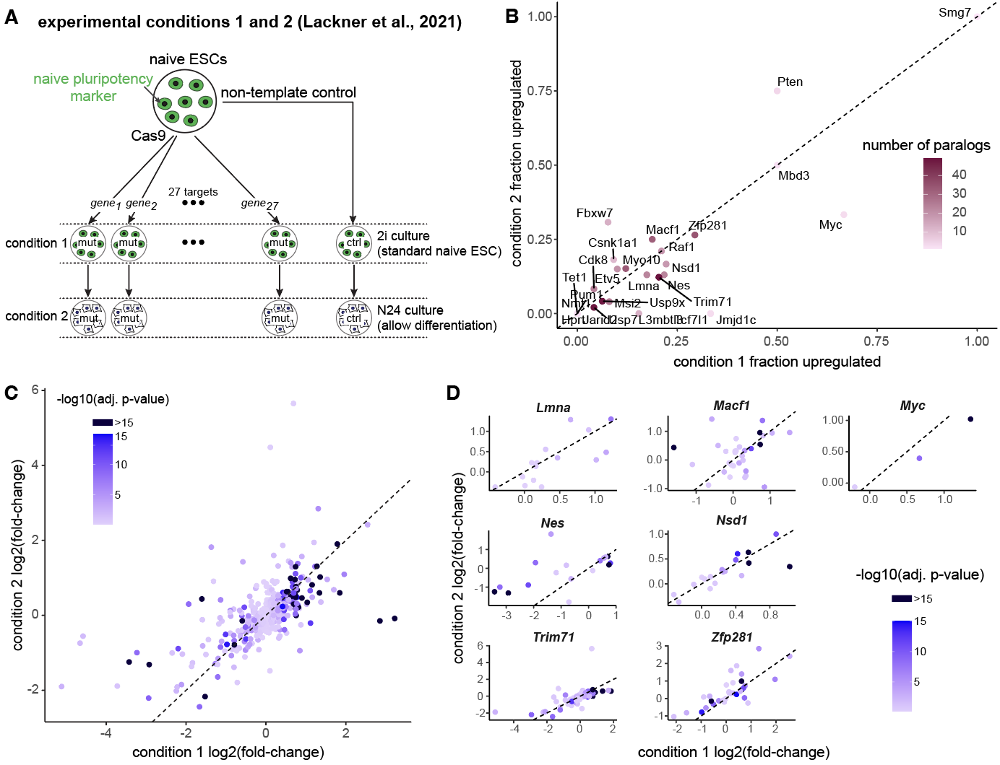 A
experimental conditions 1 and 2 (Lackner et al., 2021)
naive ESCs
naive pluripotency
marker
non-template control
Cas9
27 targets
gene1
gene2
gene27
condition 1
mut
mut
mut
ctrl
2i culture
(standard naive ESC)
condition 2
mut
mut
mut
ctrl
N24 culture
(allow differentiation)
B
condition 2 fraction upregulated
1.00
0.75
0.50
0.25
0.00
Smg7
Pten
Mbd3
Myc
Fbxw7
Zfp281
Macf1
Csnk1a1
Raf1
Cdk8
Myo10
Nsd1
Tet1
Etv5
Lmna
Nes
Pum1
Nmt1
Msi2
Usp9x
Trim71
Hprt
Jarid2
Usp7
L3mbtl3
Tcf7l1
Jmjd1c
0.00
0.25
0.50
0.75
1.00
condition 1 fraction upregulated
number of paralogs
40
30
20
10
C
condition 2 log2(fold-change)
6
4
2
0
-2
-log10(adj. p-value)
>15
15
10
5
-4
-2
0
2
condition 1 log2(fold-change)
D
condition 2 log2(fold-change)
Lmna
1.0
0.5
0.0
0.0
0.5
1.0
Macf1
1.0
0.0
-1.0
-1
0
1
Myc
1.00
0.50
0.00
0.0
1.0
Nes
1
0
-1
-3
-2
-1
0
1
Nsd1
1.0
0.5
0.0
0.0
0.4
0.8
Trim71
6
4
2
0
-2
-4
-2
0
2
Zfp281
3
2
1
0
-1
-2
-1
0
1
2
condition 1 log2(fold-change)
-log10(adj. p-value)
>15
15
10
5